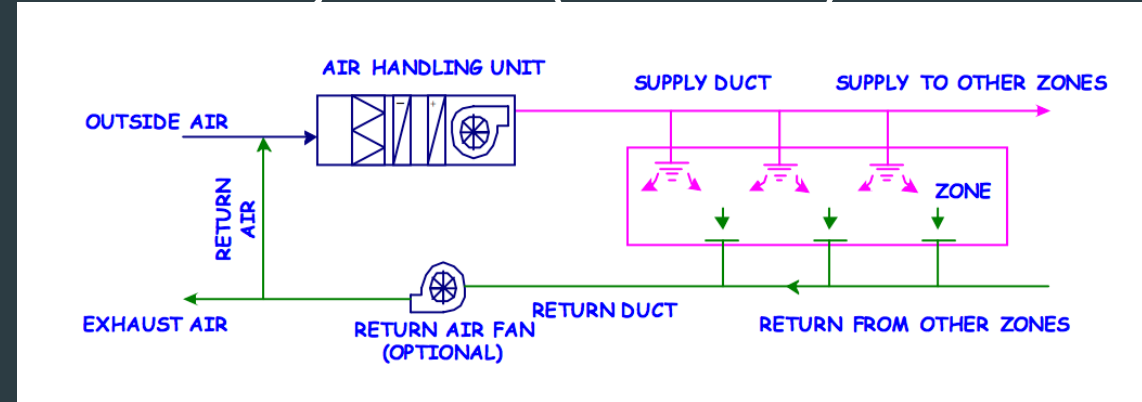 AIR HANDLING UNIT
SUPPLY DUCT
SUPPLY TO OTHER ZONES
OUTSIDE AIR
−
+
RETURN
AIR
ZONE
EXHAUST AIR
RETURN AIR FAN
(OPTIONAL)
RETURN DUCT
RETURN FROM OTHER ZONES